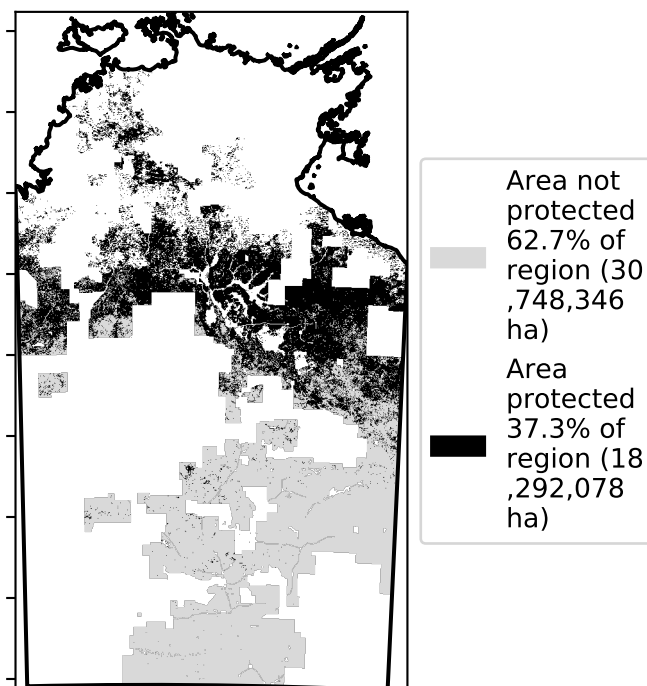 Area not
protected
62.7% of
region (30
,748,346
ha)
Area
protected
37.3% of
region (18
,292,078
ha)